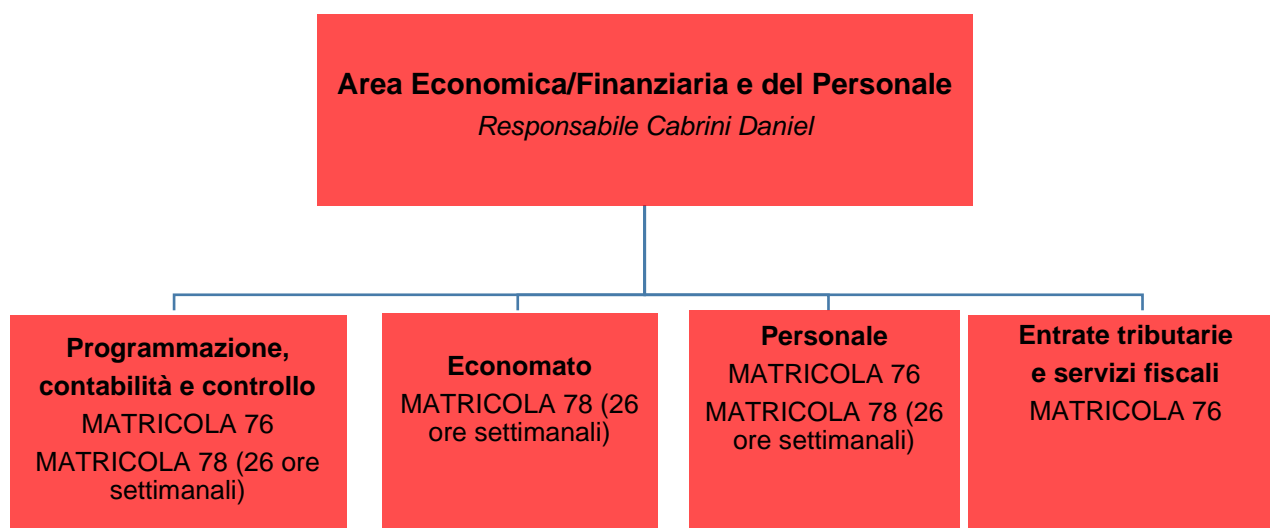 Area Economica/Finanziaria e del Personale
Responsabile Cabrini Daniel
Programmazione,
contabilità e controllo
MATRICOLA 76
MATRICOLA 78 (26 ore
settimanali)
Economato
MATRICOLA 78 (26
ore settimanali)
Personale
MATRICOLA 76
MATRICOLA 78 (26
ore settimanali)
Entrate tributarie
e servizi fiscali
MATRICOLA 76